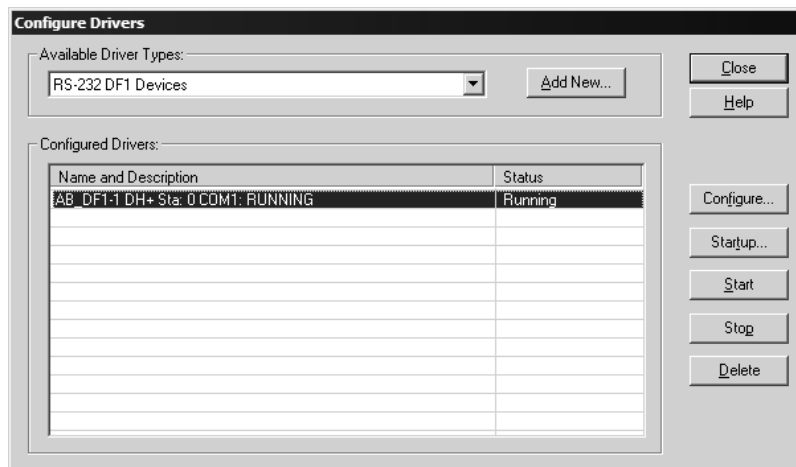 Configure Drivers
Available Driver Types:
RS-232 DF1 Devices
Add New...
Close
Help
Configured Drivers:
Name and Description Status
AB_DF1-1 DH+ Sta: 0 COM1: RUNNING Running
Configure...
Startup...
Start
Stop
Delete